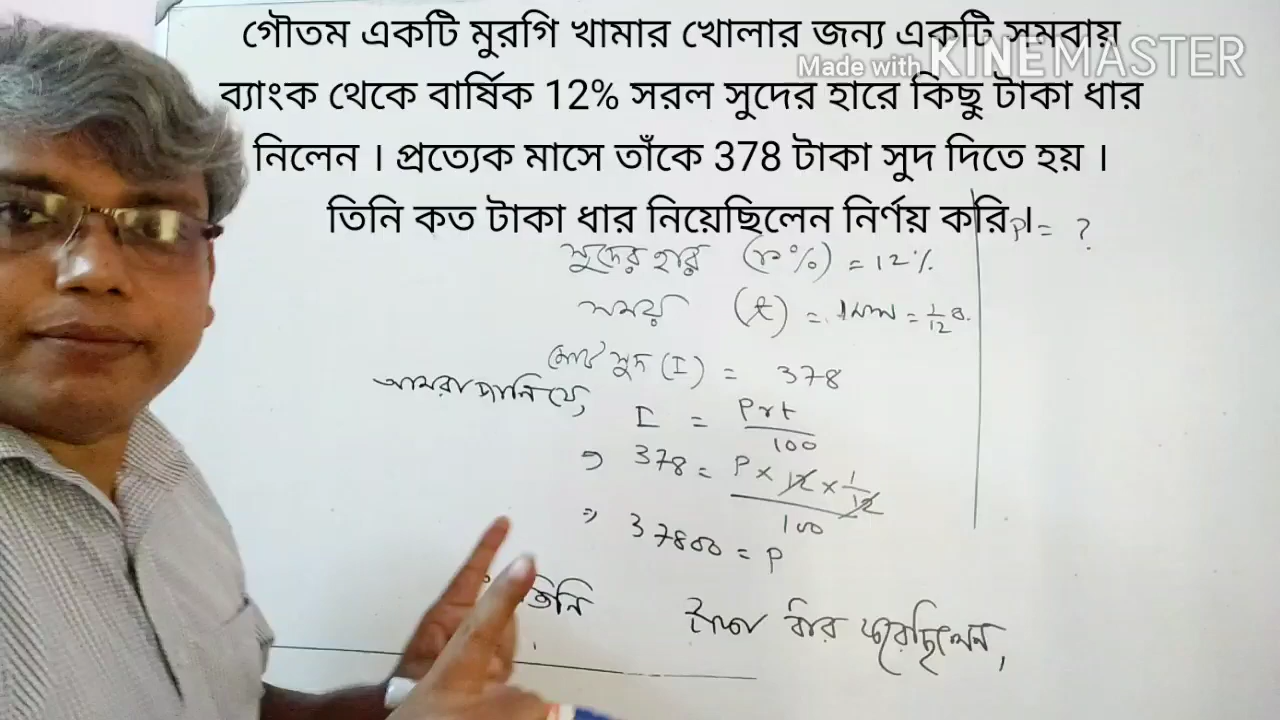 গৌতম একটি মুরগি খামার খোলার জন্য একটি সমবায়
Made with KINEMASTER
ব্যাংক থেকে বার্ষিক 12% সরল সুদের হারে কিছু টাকা ধার
নিলেন । প্রত্যেক মাসে তাঁকে 378 টাকা সুদ দিতে হয় ।
তিনি কত টাকা ধার নিয়েছিলেন নির্ণয় করি ।
P = ?
সুদের হার (r%) = 12%
সময় (t) = 1 = 1/12 ব.
মোট সুদ (I) = 378
আমরা জানি যে,
I = Prt/100
⇒ 378 = P × 12 × 1/12 / 100
⇒ 37800 = P
তিনি টাকা ধার করেছিলেন,